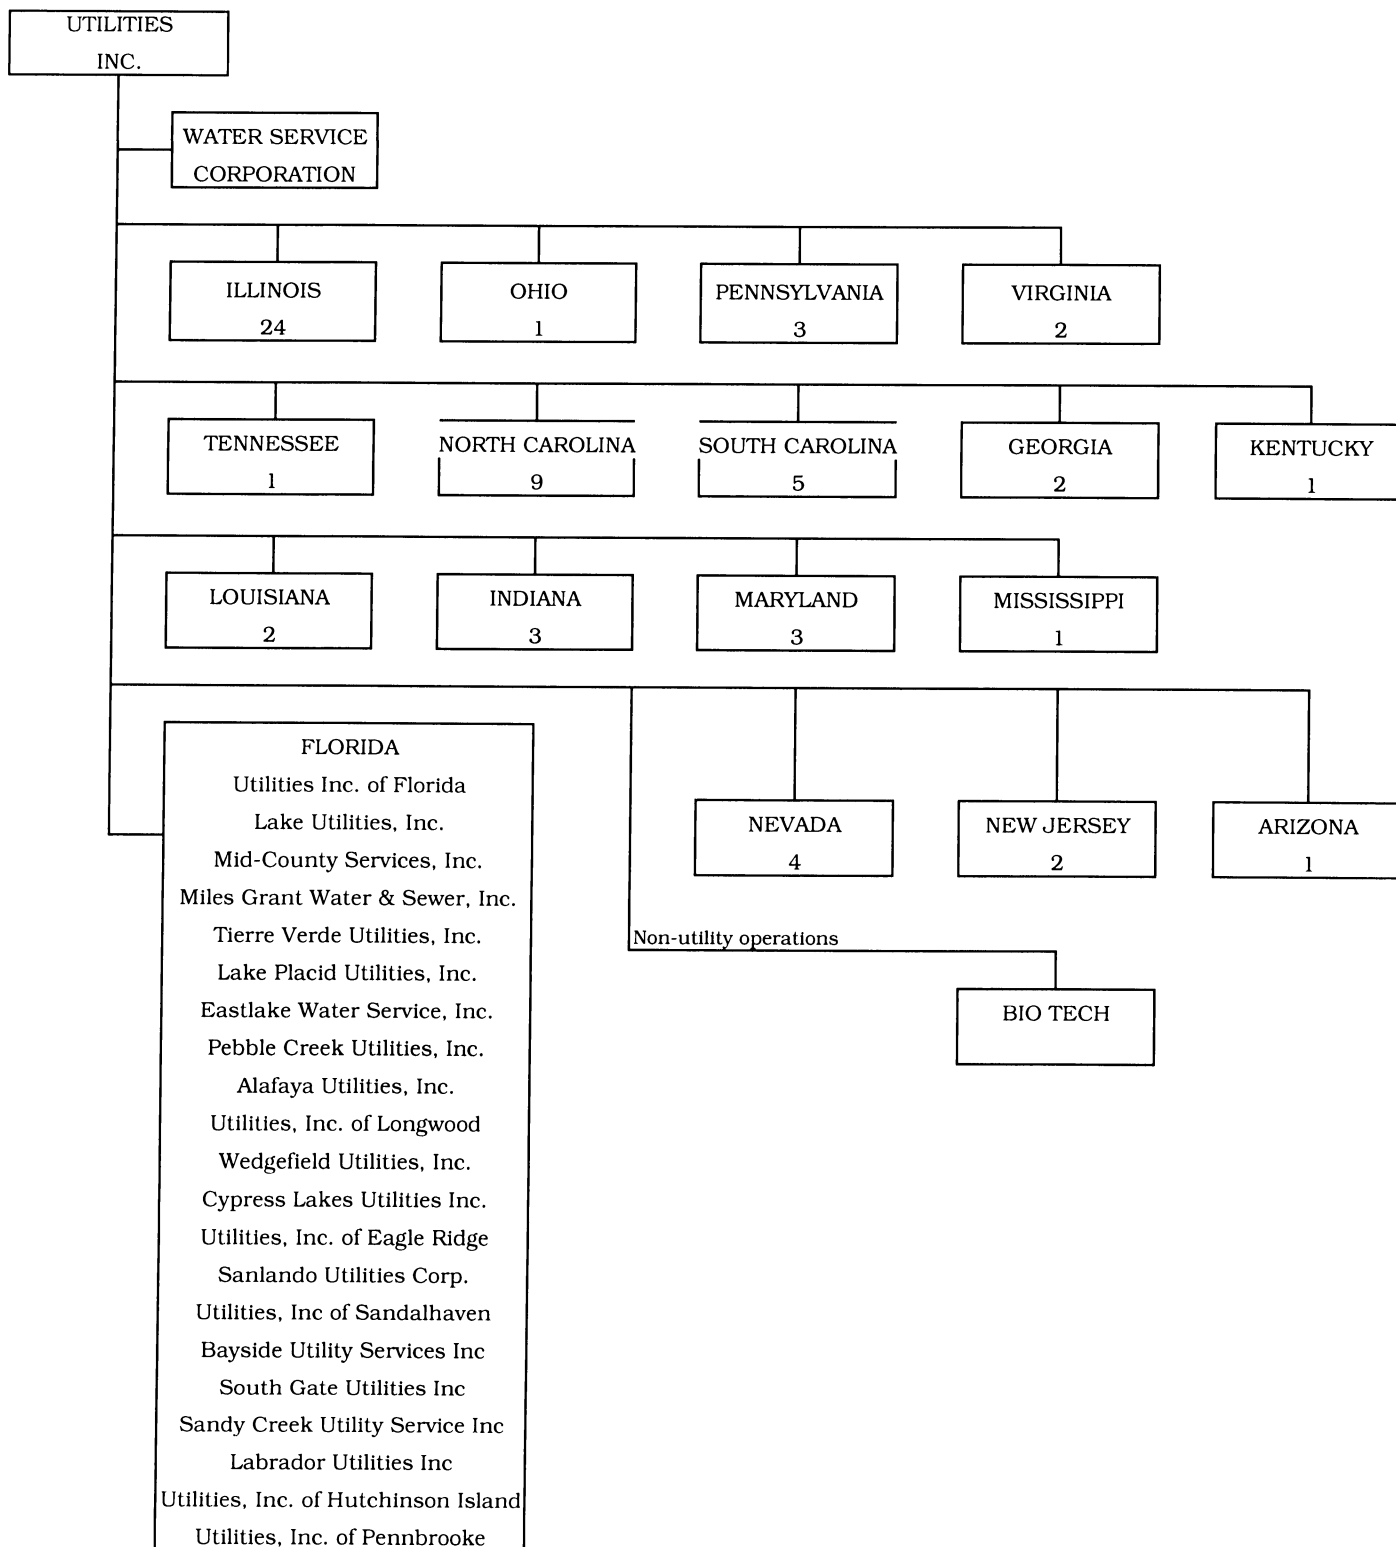 UTILITIES
INC.
WATER SERVICE
CORPORATION
ILLINOIS
24
OHIO
1
PENNSYLVANIA
3
VIRGINIA
2
TENNESSEE
1
NORTH CAROLINA
9
SOUTH CAROLINA
5
GEORGIA
2
KENTUCKY
1
LOUISIANA
2
INDIANA
3
MARYLAND
3
MISSISSIPPI
1
FLORIDA
Utilities Inc. of Florida
Lake Utilities, Inc.
Mid-County Services, Inc.
Miles Grant Water & Sewer, Inc.
Tierre Verde Utilities, Inc.
Lake Placid Utilities, Inc.
Eastlake Water Service, Inc.
Pebble Creek Utilities, Inc.
Alafaya Utilities, Inc.
Utilities, Inc. of Longwood
Wedgefield Utilities, Inc.
Cypress Lakes Utilities Inc.
Utilities, Inc. of Eagle Ridge
Sanlando Utilities Corp.
Utilities, Inc of Sandalhaven
Bayside Utility Services Inc
South Gate Utilities Inc
Sandy Creek Utility Service Inc
Labrador Utilities Inc
Utilities, Inc. of Hutchinson Island
Utilities, Inc. of Pennbrooke
NEVADA
4
NEW JERSEY
2
ARIZONA
1
Non-utility operations
BIO TECH